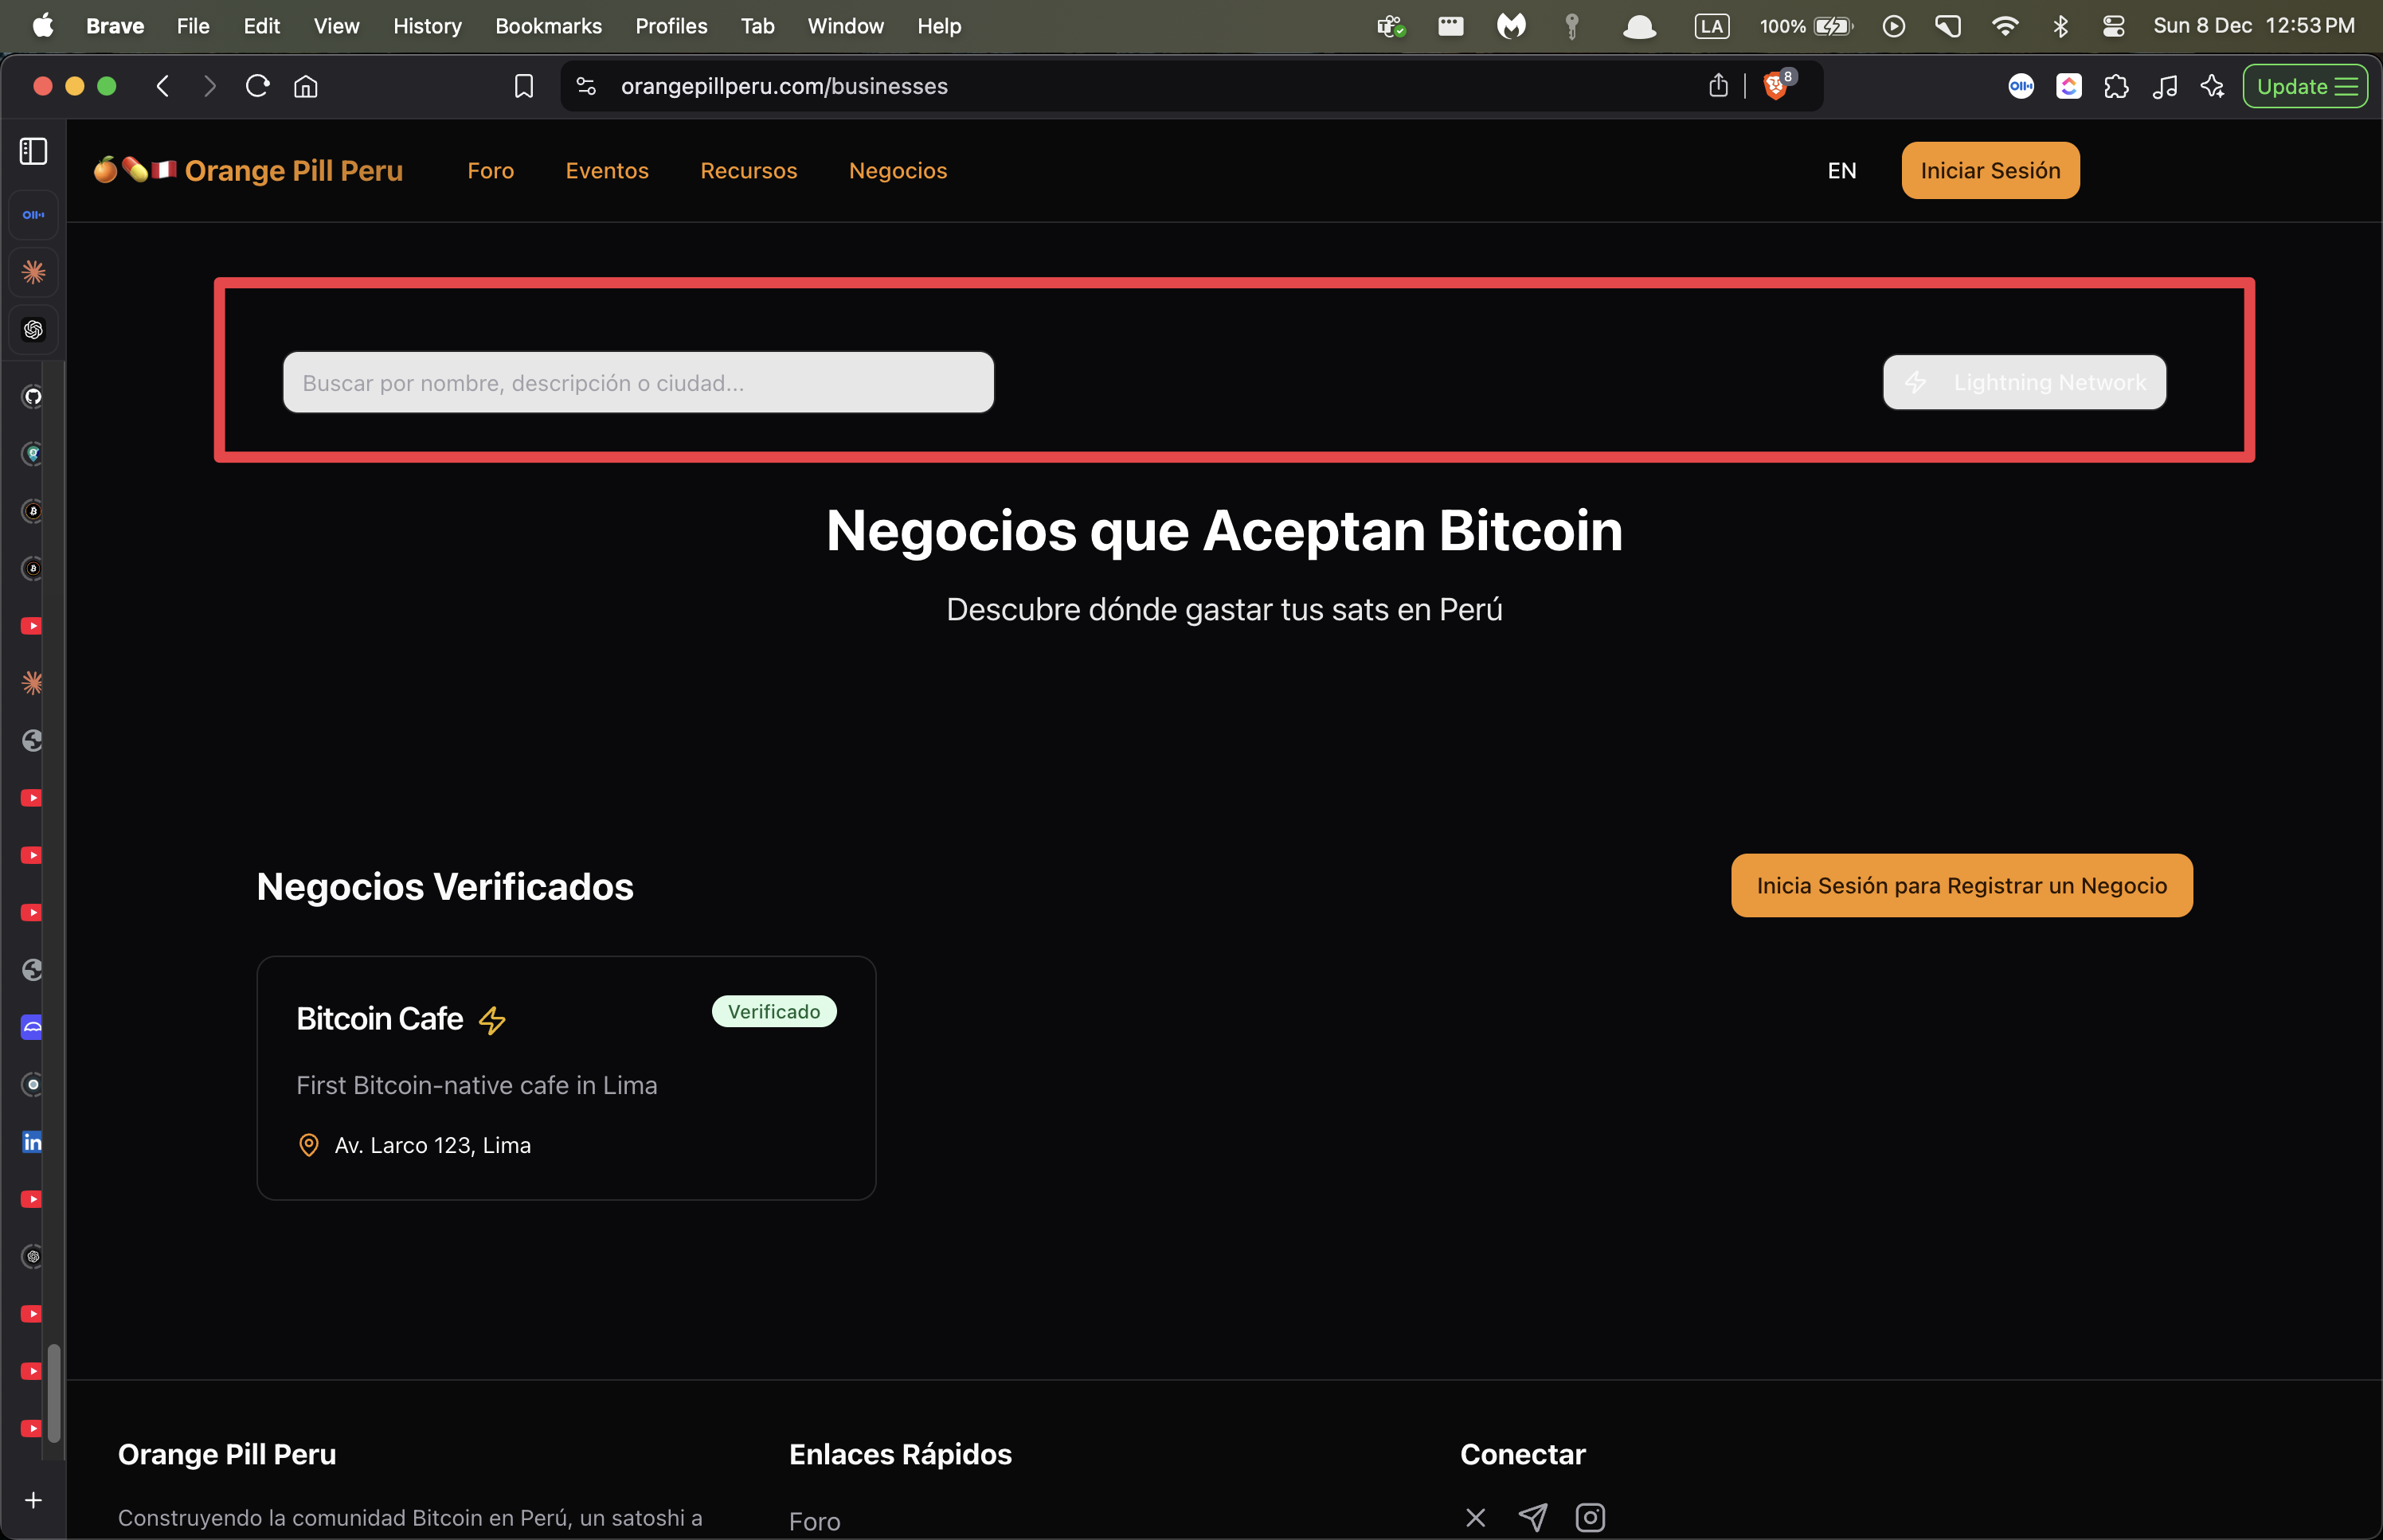 Brave File Edit View History Bookmarks Profiles Tab Window Help LA 100% Sun 8 Dec 12:53 PM
orangepillperu.com/businesses 8 Update
Orange Pill Peru Foro Eventos Recursos Negocios EN Iniciar Sesión
Buscar por nombre, descripción o ciudad... Lightning Network
Negocios que Aceptan Bitcoin
Descubre dónde gastar tus sats en Perú
Negocios Verificados Inicia Sesión para Registrar un Negocio
Bitcoin Cafe Verificado
First Bitcoin-native cafe in Lima
Av. Larco 123, Lima
Orange Pill Peru Enlaces Rápidos Conectar
Construyendo la comunidad Bitcoin en Perú, un satoshi a Foro